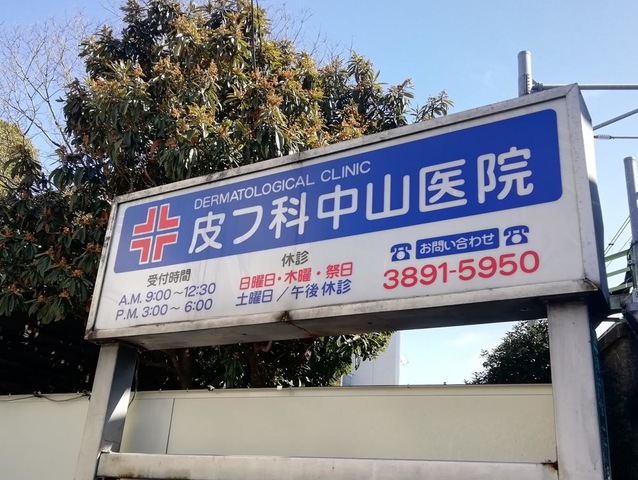 DERMATOLOGICAL CLINIC
皮フ科中山医院
受付時間
A.M. 9:00～12:30
P.M. 3:00～6:00
休診
日曜日・木曜・祭日
土曜日／午後休診
お問い合わせ
3891-5950